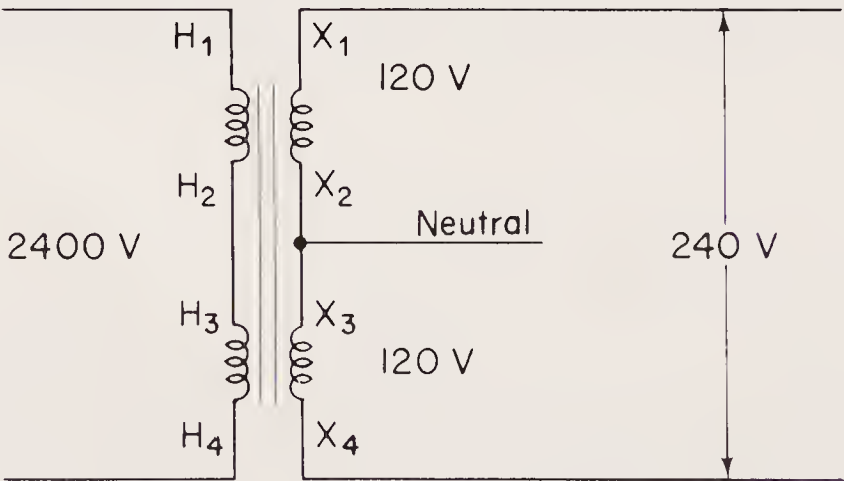 H1 X1
120 V
H2 X2
Neutral
2400 V 240 V
H3 X3
120 V
H4 X4